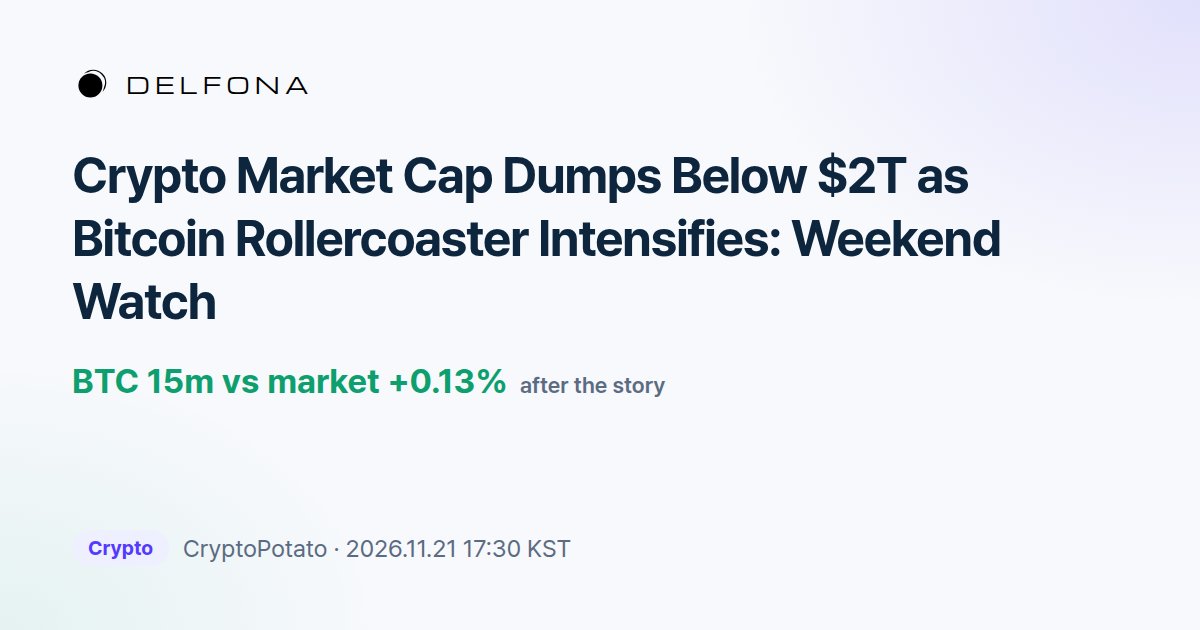 DELFONA
Crypto Market Cap Dumps Below $2T as
Bitcoin Rollercoaster Intensifies: Weekend
Watch
BTC 15m vs market +0.13% after the story
Crypto CryptoPotato · 2026.11.21 17:30 KST